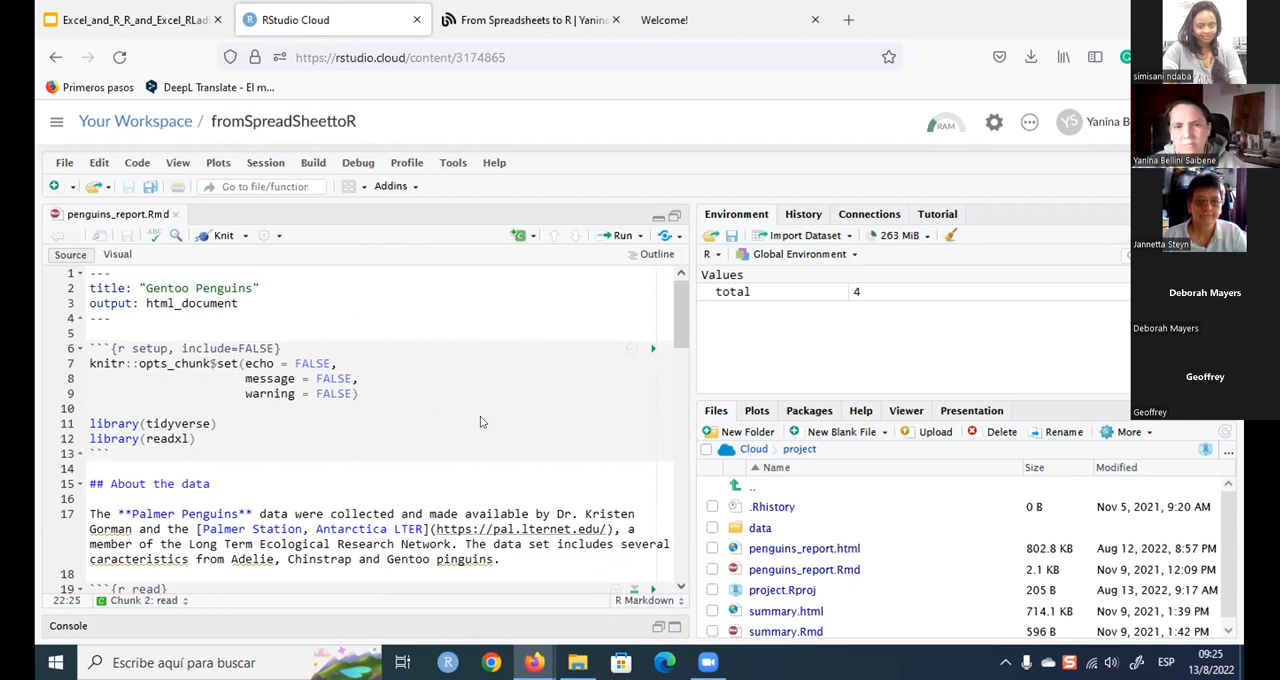 Excel_and_R_R_and_Excel_RLadi
RStudio Cloud
From Spreadsheets to R | Yanina
Welcome!
https://rstudio.cloud/content/3174865
Primeros pasos
DeepL Translate - El m...
Your Workspace / fromSpreadSheettoR
RAM
YS
Yanina B
File Edit Code View Plots Session Build Debug Profile Tools Help
Go to file/function
Addins
penguins_report.Rmd
Knit
Run
Source
Visual
Outline
1 ---
2 title: "Gentoo Penguins"
3 output: html_document
4 ---
5
6 ```{r setup, include=FALSE}
7 knitr::opts_chunk$set(echo = FALSE,
8 message = FALSE,
9 warning = FALSE)
10
11 library(tidyverse)
12 library(readxl)
13 ```
14
15 ## About the data
16
17 The **Palmer Penguins** data were collected and made available by Dr. Kristen
Gorman and the [Palmer Station, Antarctica LTER](https://pal.lternet.edu/), a
member of the Long Term Ecological Research Network. The data set includes several
caracteristics from Adelie, Chinstrap and Gentoo pinguins.
18
19 ```{r read}
22:25
Chunk 2: read
R Markdown
Console
Environment History Connections Tutorial
Import Dataset
263 MiB
R
Global Environment
Values
total 4
Files Plots Packages Help Viewer Presentation
New Folder New Blank File Upload Delete Rename More
Cloud project
Name Size Modified
..
.Rhistory 0 B Nov 5, 2021, 9:20 AM
data
penguins_report.html 802.8 KB Aug 12, 2022, 8:57 PM
penguins_report.Rmd 2.1 KB Nov 9, 2021, 12:09 PM
project.Rproj 205 B Aug 13, 2022, 9:17 AM
summary.html 714.1 KB Nov 9, 2021, 1:39 PM
summary.Rmd 596 B Nov 9, 2021, 1:42 PM
simisani ndaba
Yanina Bellini Saibene
Jannetta Steyn
Deborah Mayers
Deborah Mayers
Geoffrey
Geoffrey
Escribe aquí para buscar
ESP
09:25
13/8/2022